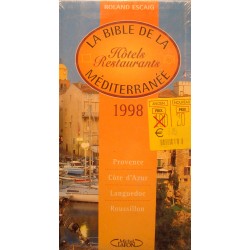 ROLAND ESCAIG
LA BIBLE DE LA
Hôtels
Restaurants
MÉDITERRANÉE
1998
Provence
Côte d'Azur
Languedoc
Roussillon